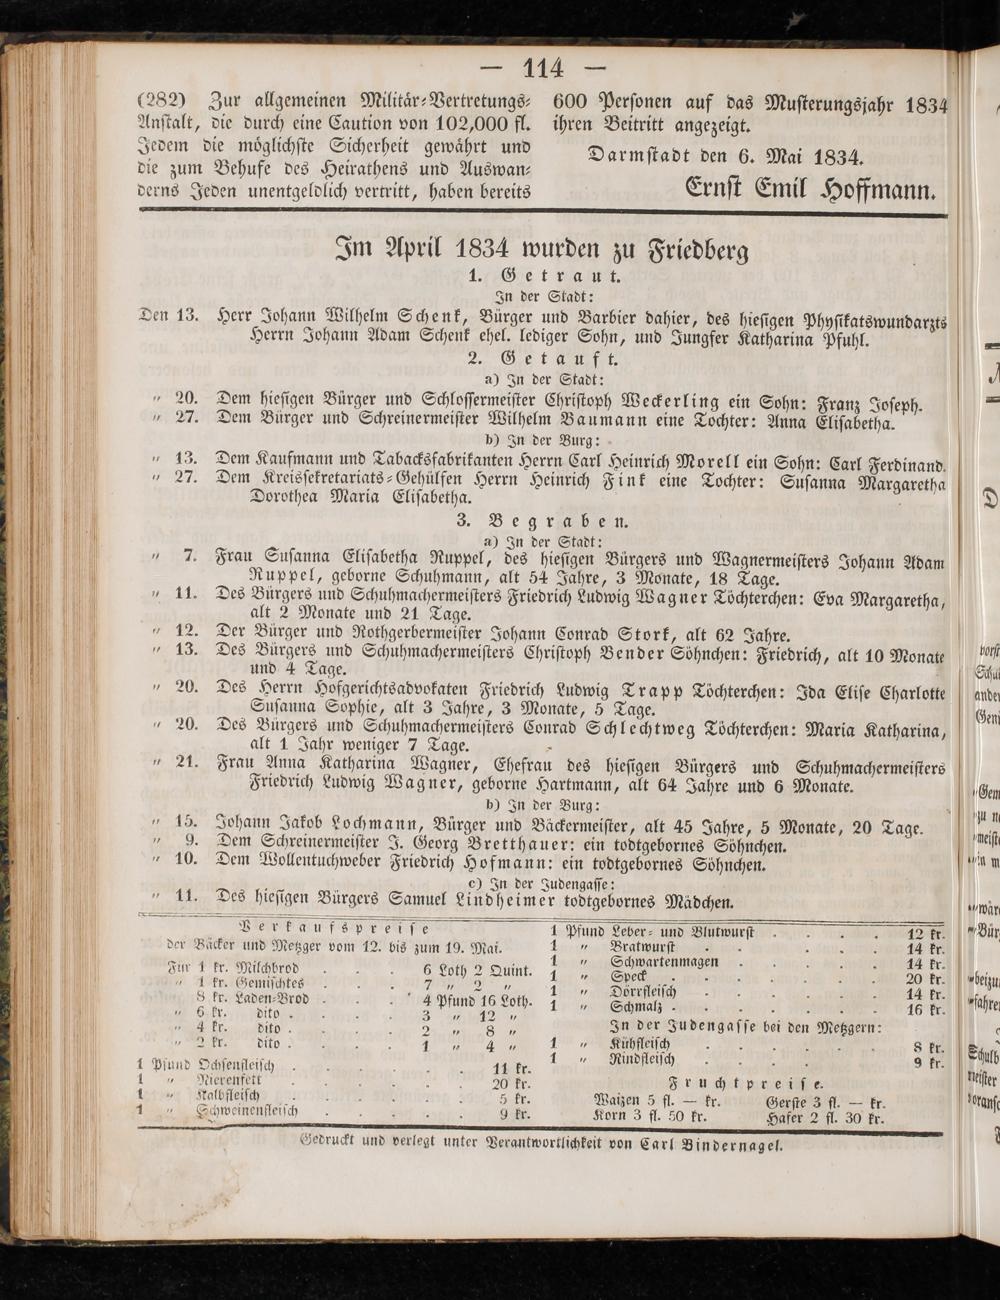 — 114 —
(282) Zur allgemeinen Militär-Vertretungs-
Anstalt, die durch eine Caution von 102,000 fl.
Jedem die möglichste Sicherheit gewährt und
die zum Behufe des Heirathens und Auswan-
derns Jeden unentgeldlich vertritt, haben bereits
600 Personen auf das Musterungsjahr 1834
ihren Beitritt angezeigt.
Darmstadt den 6. Mai 1834.
Ernst Emil Hoffmann.
Im April 1834 wurden zu Friedberg
1. Getraut.
In der Stadt:
Den 13. Herr Johann Wilhelm Schenk, Bürger und Barbier dahier, des hiesigen Physikatswundarzts
Herrn Johann Adam Schenk ehel. lediger Sohn, und Jungfer Katharina Pfuhl.
2. Getauft.
a) In der Stadt:
„ 20. Dem hiesigen Bürger und Schlossermeister Christoph Weckerling ein Sohn: Franz Joseph.
„ 27. Dem Bürger und Schreinermeister Wilhelm Baumann eine Tochter: Anna Elisabetha.
b) In der Burg:
„ 13. Dem Kaufmann und Tabacksfabrikanten Herrn Carl Heinrich Morell ein Sohn: Carl Ferdinand.
„ 27. Dem Kreissekretariats-Gehülfen Herrn Heinrich Fink eine Tochter: Susanna Margaretha
Dorothea Maria Elisabetha.
3. Begraben.
a) In der Stadt:
„ 7. Frau Susanna Elisabetha Ruppel, des hiesigen Bürgers und Wagnermeisters Johann Adam
Ruppel, geborne Schuhmann, alt 54 Jahre, 3 Monate, 18 Tage.
„ 11. Des Bürgers und Schuhmachermeisters Friedrich Ludwig Wagner Töchterchen: Eva Margaretha,
alt 2 Monate und 21 Tage.
„ 12. Der Bürger und Rothgerbermeister Johann Conrad Stork, alt 62 Jahre.
„ 13. Des Bürgers und Schuhmachermeisters Christoph Bender Söhnchen: Friedrich, alt 10 Monate
und 4 Tage.
„ 20. Des Herrn Hofgerichtsadvokaten Friedrich Ludwig Trapp Töchterchen: Ida Elise Charlotte
Susanna Sophie, alt 3 Jahre, 3 Monate, 5 Tage.
„ 20. Des Bürgers und Schuhmachermeisters Conrad Schlechtweg Töchterchen: Maria Katharina,
alt 1 Jahr weniger 7 Tage.
„ 21. Frau Anna Katharina Wagner, Ehefrau des hiesigen Bürgers und Schuhmachermeisters
Friedrich Ludwig Wagner, geborne Hartmann, alt 64 Jahre und 6 Monate.
b) In der Burg:
„ 15. Johann Jakob Lochmann, Bürger und Bäckermeister, alt 45 Jahre, 5 Monate, 20 Tage.
„ 9. Dem Schreinermeister J. Georg Bretthauer: ein todtgebornes Söhnchen.
„ 10. Dem Wollentuchweber Friedrich Hofmann: ein todtgebornes Söhnchen.
c) In der Judengasse:
„ 11. Des hiesigen Bürgers Samuel Lindheimer todtgebornes Mädchen.
Verkaufspreise
der Bäcker und Metzger vom 12. bis zum 19. Mai.
Für 1 kr. Milchbrod . . . 6 Loth 2 Quint.
„ 1 kr. Gemischtes . . . 7 „ 2 „
8 kr. Laden-Brod . . . 4 Pfund 16 Loth.
„ 6 kr. dito . . . . 3 „ 12 „
„ 4 kr. dito . . . . 2 „ 8 „
„ 2 kr. dito . . . . 1 „ 4 „
1 Pfund Ochsenfleisch . . . . . 11 kr.
1 „ Nierenfett . . . . . 20 kr.
1 „ Kalbfleisch . . . . . 5 kr.
1 „ Schweinenfleisch . . . . . 9 kr.
1 Pfund Leber- und Blutwurst . . . . 12 kr.
1 „ Bratwurst . . . . . 14 kr.
1 „ Schwartenmagen . . . . 14 kr.
1 „ Speck . . . . . 20 kr.
1 „ Dörrfleisch . . . . . 14 kr.
1 „ Schmalz . . . . . 16 kr.
In der Judengasse bei den Metzgern:
1 „ Kühfleisch . . . . . 8 kr.
1 „ Rindfleisch . . . . . 9 kr.
Fruchtpreise.
Waizen 5 fl. — kr. Gerste 3 fl. — kr.
Korn 3 fl. 50 kr. Hafer 2 fl. 30 kr.
Gedruckt und verlegt unter Verantwortlichkeit von Carl Bindernagel.